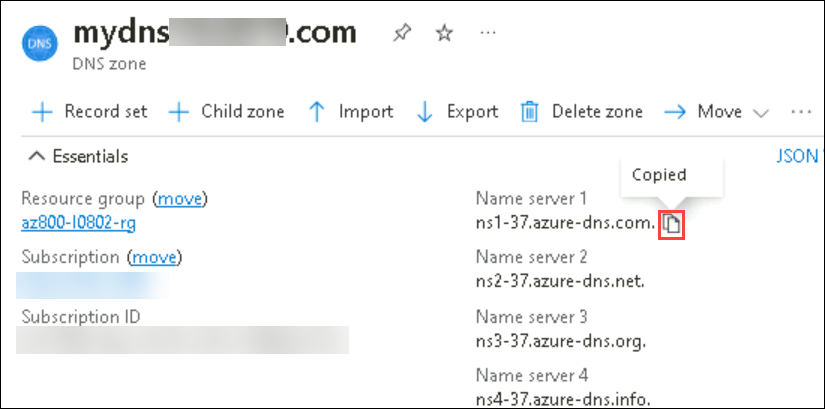 mydns .com
DNS
DNS zone
+ Record set + Child zone ↑ Import ↓ Export Delete zone → Move ...
Essentials
JSON
Copied
Resource group (move)
az800-l0802-rg
Subscription (move)
Subscription ID
Name server 1
ns1-37.azure-dns.com.
Name server 2
ns2-37.azure-dns.net.
Name server 3
ns3-37.azure-dns.org.
Name server 4
ns4-37.azure-dns.info.